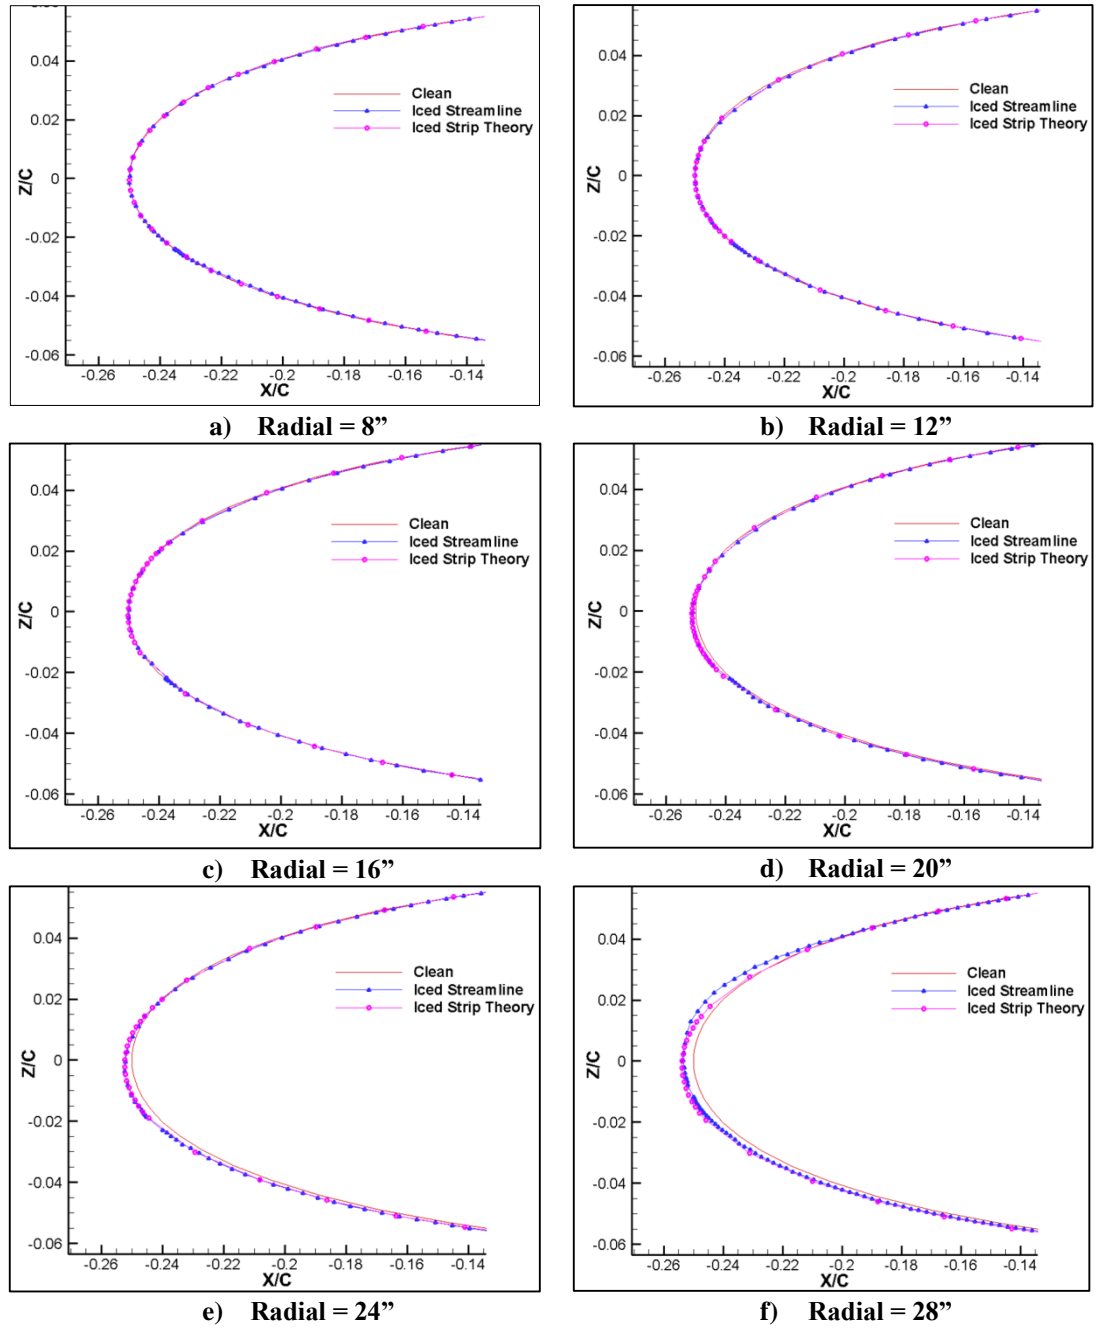 0.04
0.02
0
-0.02
-0.04
-0.06
Z/C
Clean
Iced Streamline
Iced Strip Theory
-0.26 -0.24 -0.22 -0.2 -0.18 -0.16 -0.14
X/C
a) Radial = 8”
0.04
0.02
0
-0.02
-0.04
-0.06
Z/C
Clean
Iced Streamline
Iced Strip Theory
-0.26 -0.24 -0.22 -0.2 -0.18 -0.16 -0.14
X/C
b) Radial = 12”
0.04
0.02
0
-0.02
-0.04
-0.06
Z/C
Clean
Iced Streamline
Iced Strip Theory
-0.26 -0.24 -0.22 -0.2 -0.18 -0.16 -0.14
X/C
c) Radial = 16”
0.04
0.02
0
-0.02
-0.04
-0.06
Z/C
Clean
Iced Streamline
Iced Strip Theory
-0.26 -0.24 -0.22 -0.2 -0.18 -0.16 -0.14
X/C
d) Radial = 20”
0.04
0.02
0
-0.02
-0.04
-0.06
Z/C
Clean
Iced Streamline
Iced Strip Theory
-0.26 -0.24 -0.22 -0.2 -0.18 -0.16 -0.14
X/C
e) Radial = 24”
0.04
0.02
0
-0.02
-0.04
-0.06
Z/C
Clean
Iced Streamline
Iced Strip Theory
-0.26 -0.24 -0.22 -0.2 -0.18 -0.16 -0.14
X/C
f) Radial = 28”